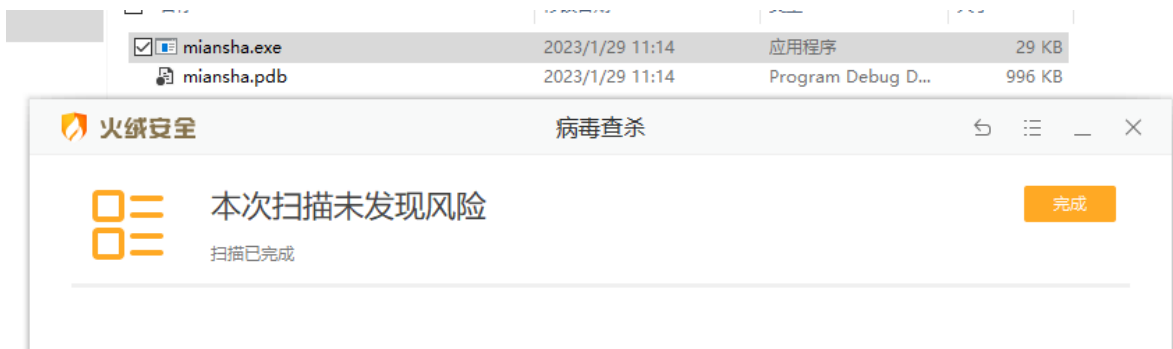 miansha.exe 2023/1/29 11:14 应用程序 29 KB
miansha.pdb 2023/1/29 11:14 Program Debug D... 996 KB
火绒安全 病毒查杀
本次扫描未发现风险 完成
扫描已完成